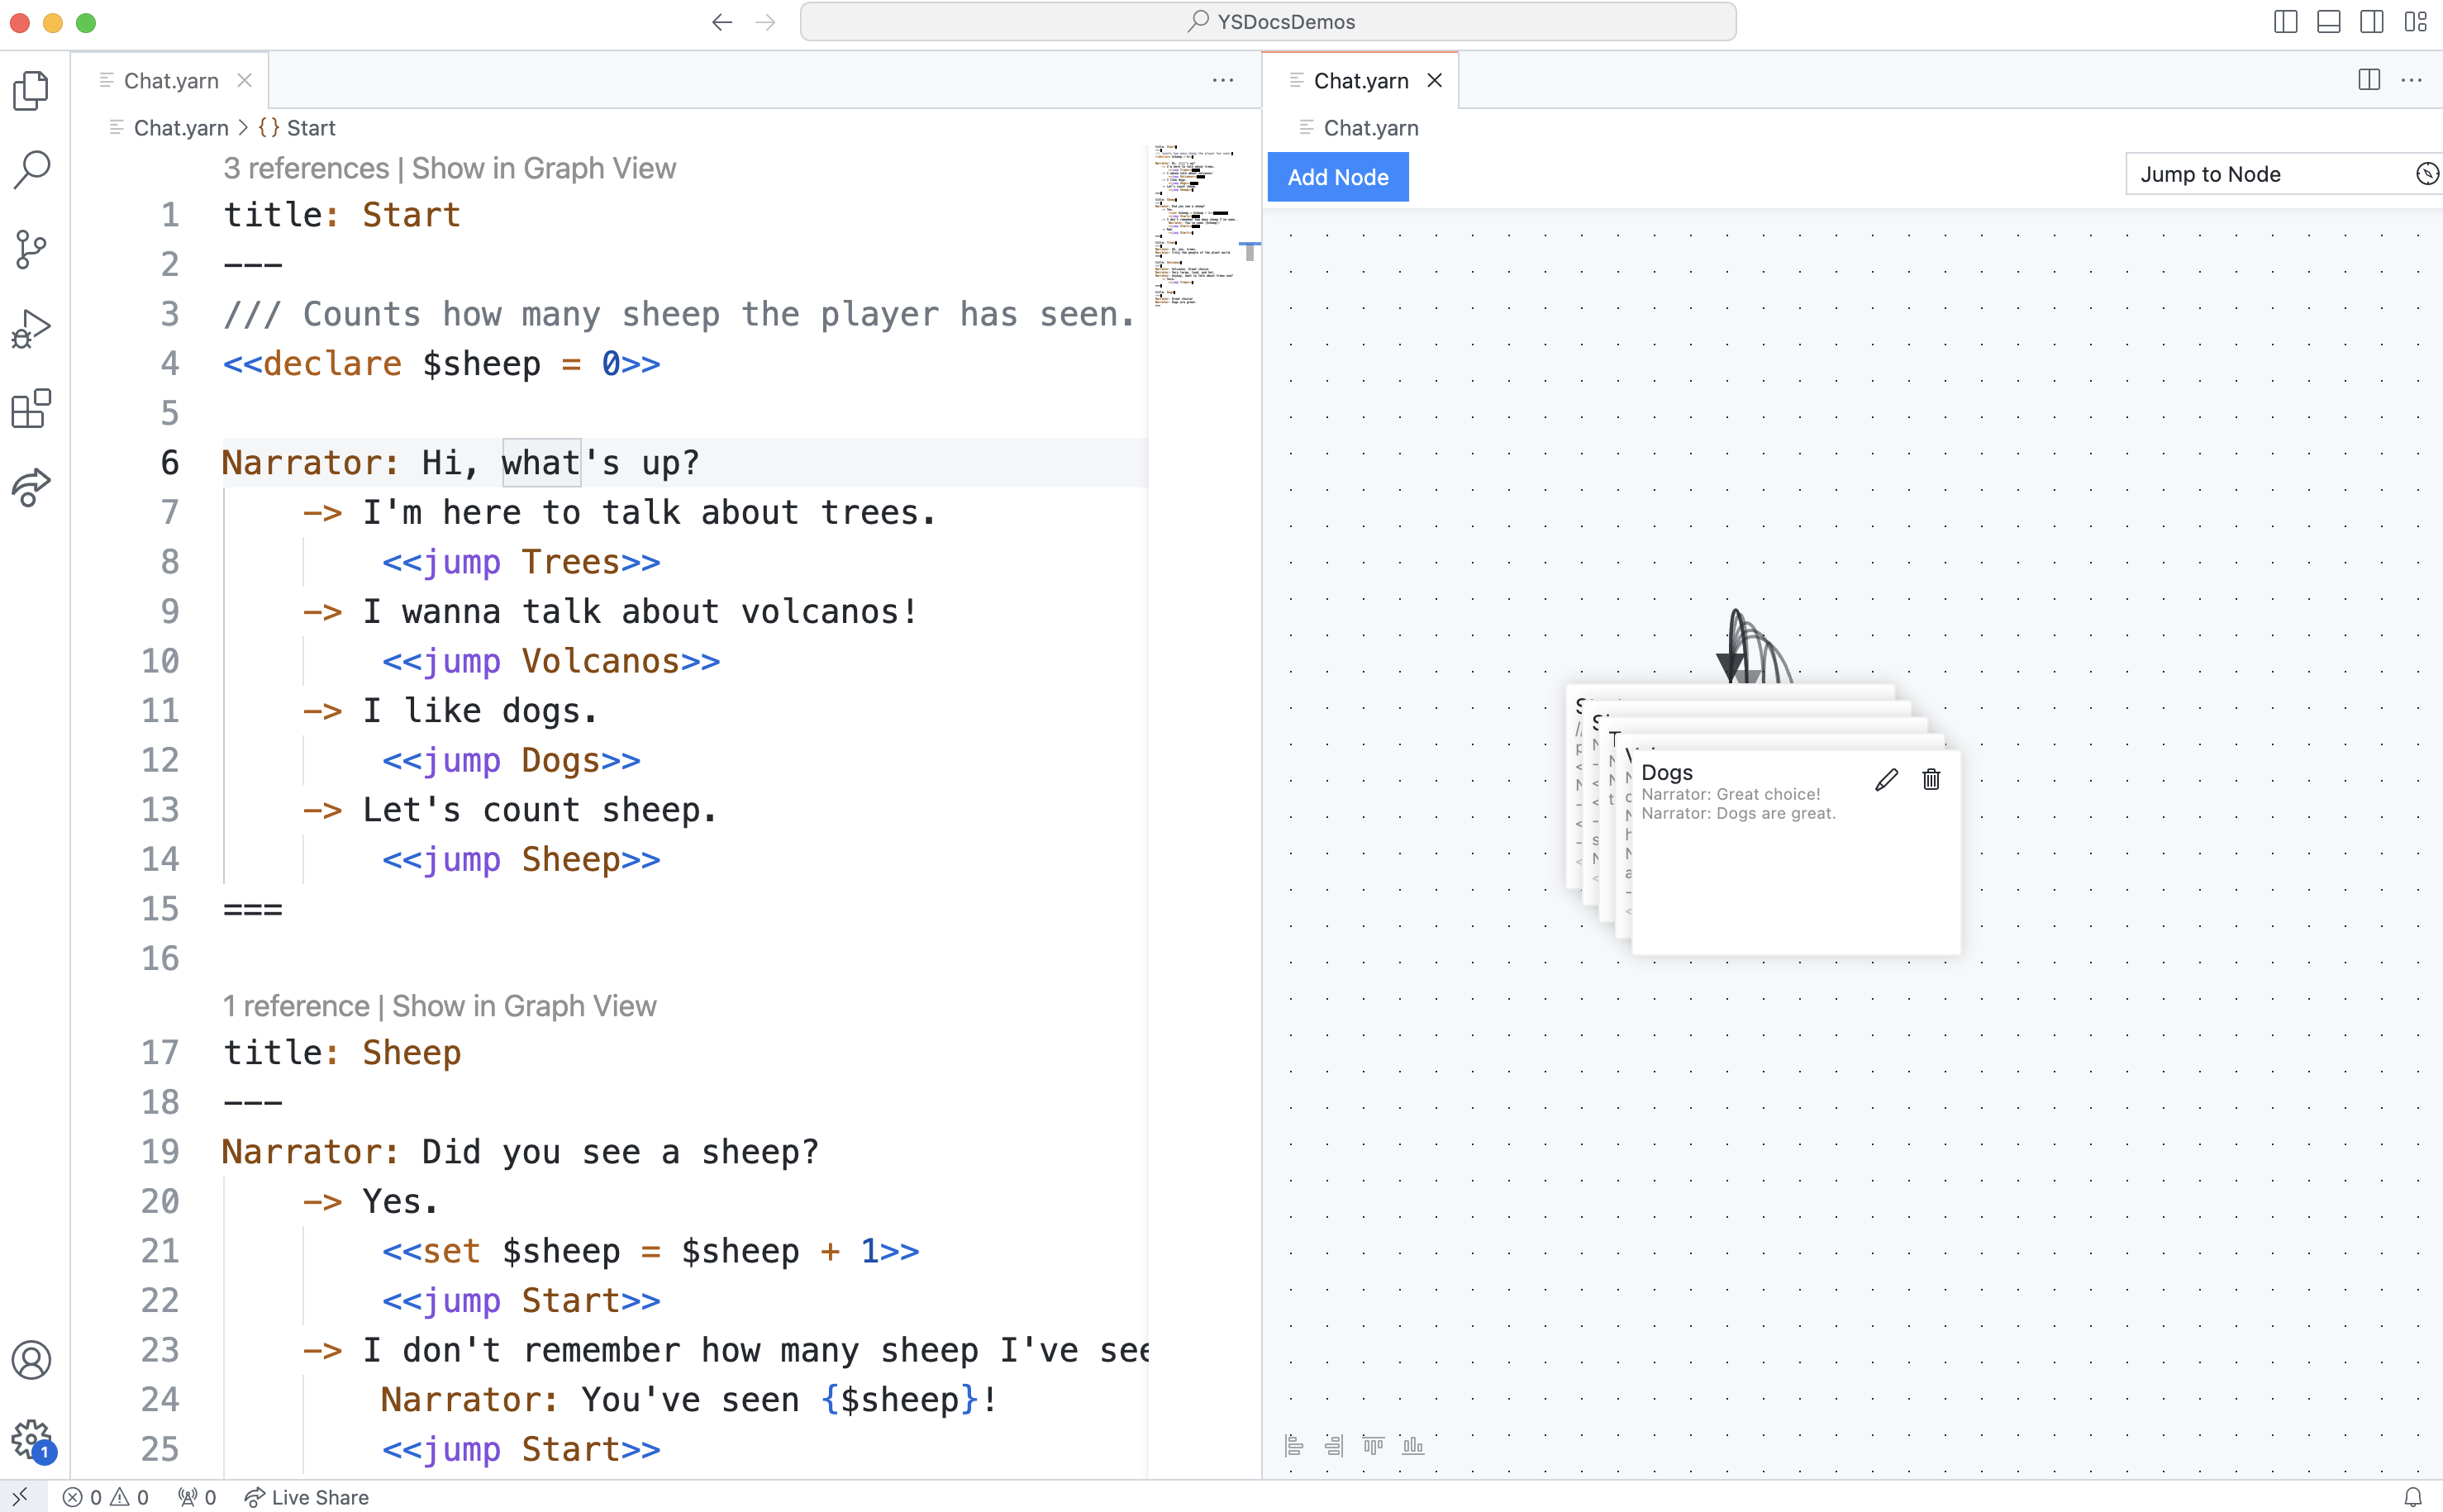 YSDocsDemos
Chat.yarn
Chat.yarn > {} Start
3 references | Show in Graph View
1 title: Start
2 ---
3 /// Counts how many sheep the player has seen.
4 <<declare $sheep = 0>>
5
6 Narrator: Hi, what's up?
7 -> I'm here to talk about trees.
8 <<jump Trees>>
9 -> I wanna talk about volcanos!
10 <<jump Volcanos>>
11 -> I like dogs.
12 <<jump Dogs>>
13 -> Let's count sheep.
14 <<jump Sheep>>
15 ===
16
1 reference | Show in Graph View
17 title: Sheep
18 ---
19 Narrator: Did you see a sheep?
20 -> Yes.
21 <<set $sheep = $sheep + 1>>
22 <<jump Start>>
23 -> I don't remember how many sheep I've see
24 Narrator: You've seen {$sheep}!
25 <<jump Start>>
Chat.yarn
Chat.yarn
Add Node
Jump to Node
Dogs
Narrator: Great choice!
Narrator: Dogs are great.
1
0 0 0 Live Share